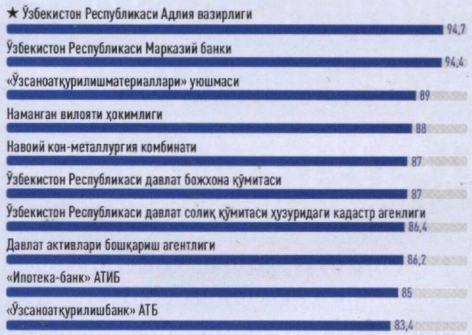 ★ Ўзбекистон Республикаси Адлия вазирлиги
94,7
Ўзбекистон Республикаси Марказий банки
94,4
«Ўзсаноатқурилишматериаллари» уюшмаси
89
Наманган вилояти ҳокимлиги
88
Навоий кон-металлургия комбинати
87
Ўзбекистон Республикаси давлат божхона қўмитаси
87
Ўзбекистон Республикаси давлат солиқ қўмитаси ҳузуридаги кадастр агенлиги
86,4
Давлат активлари бошқариш агентлиги
86,2
«Ипотека-банк» АТИБ
85
«Ўзсаноатқурилишбанк» АТБ
83,4